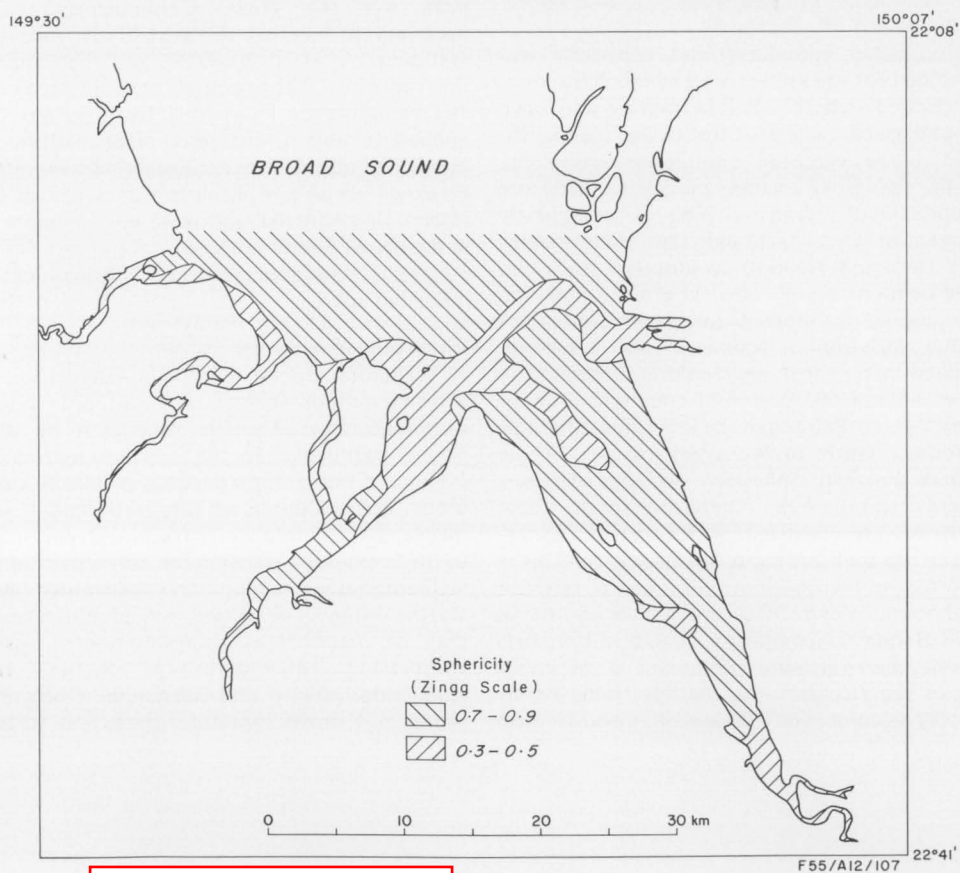 149°30'
150°07'
22°08'
BROAD SOUND
Sphericity
(Zingg Scale)
0·7–0·9
0·3–0·5
0 10 20 30 km
22°41'
F55/A12/107